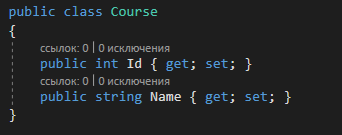 public class Course
{
ссылок: 0 | 0 исключения
public int Id { get; set; }
ссылок: 0 | 0 исключения
public string Name { get; set; }
}